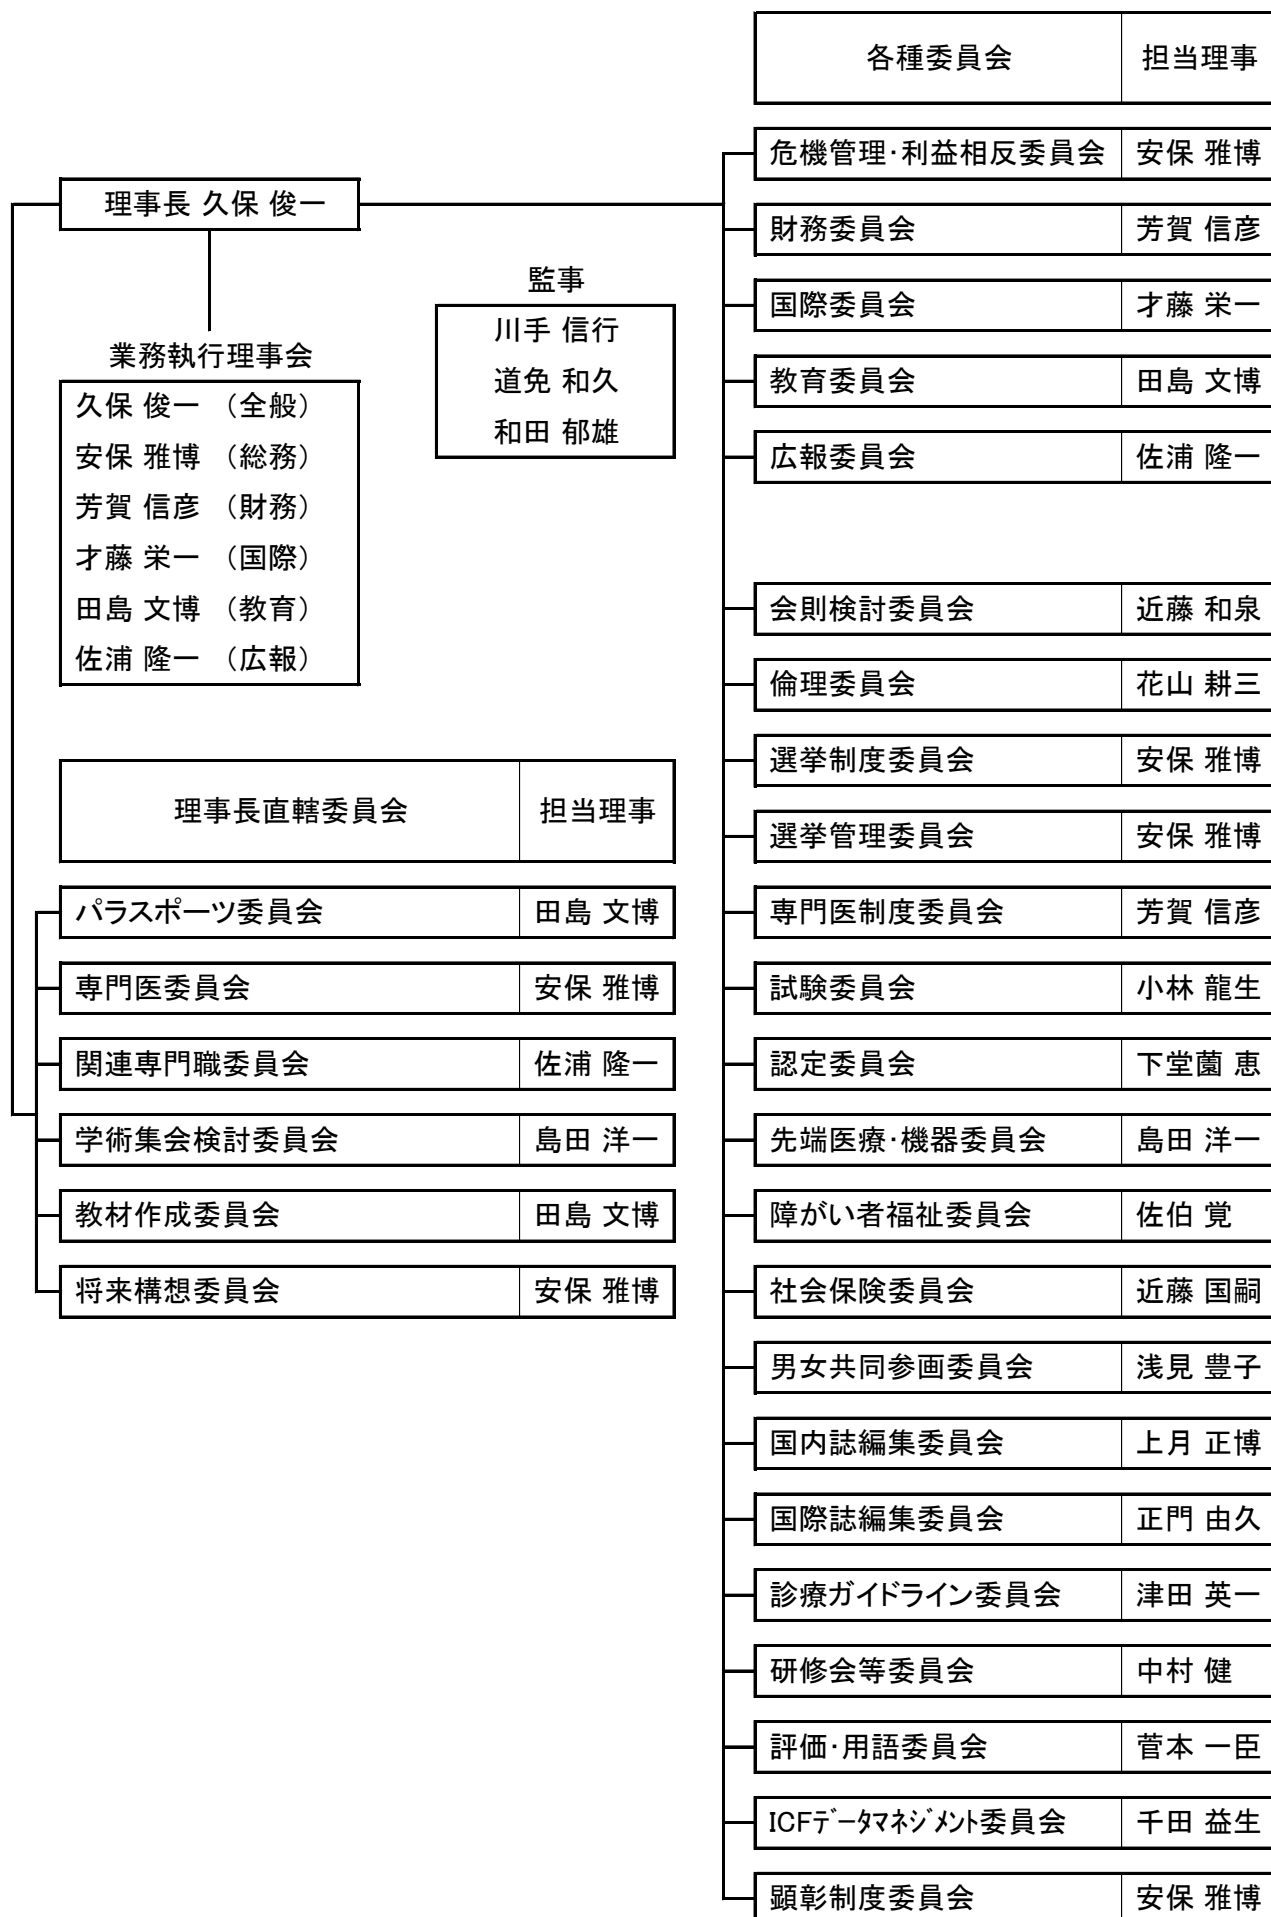 理事長 久保 俊一
業務執行理事会
久保 俊一 (全般)
安保 雅博 (総務)
芳賀 信彦 (財務)
才藤 栄一 (国際)
田島 文博 (教育)
佐浦 隆一 (広報)
監事
川手 信行
道免 和久
和田 郁雄
理事長直轄委員会 担当理事
パラスポーツ委員会 田島 文博
専門医委員会 安保 雅博
関連専門職委員会 佐浦 隆一
学術集会検討委員会 島田 洋一
教材作成委員会 田島 文博
将来構想委員会 安保 雅博
各種委員会 担当理事
危機管理・利益相反委員会 安保 雅博
財務委員会 芳賀 信彦
国際委員会 才藤 栄一
教育委員会 田島 文博
広報委員会 佐浦 隆一
会則検討委員会 近藤 和泉
倫理委員会 花山 耕三
選挙制度委員会 安保 雅博
選挙管理委員会 安保 雅博
専門医制度委員会 芳賀 信彦
試験委員会 小林 龍生
認定委員会 下堂薗 恵
先端医療・機器委員会 島田 洋一
障がい者福祉委員会 佐伯 覚
社会保険委員会 近藤 国嗣
男女共同参画委員会 浅見 豊子
国内誌編集委員会 上月 正博
国際誌編集委員会 正門 由久
診療ガイドライン委員会 津田 英一
研修会等委員会 中村 健
評価・用語委員会 菅本 一臣
ICFデータマネジメント委員会 千田 益生
顕彰制度委員会 安保 雅博